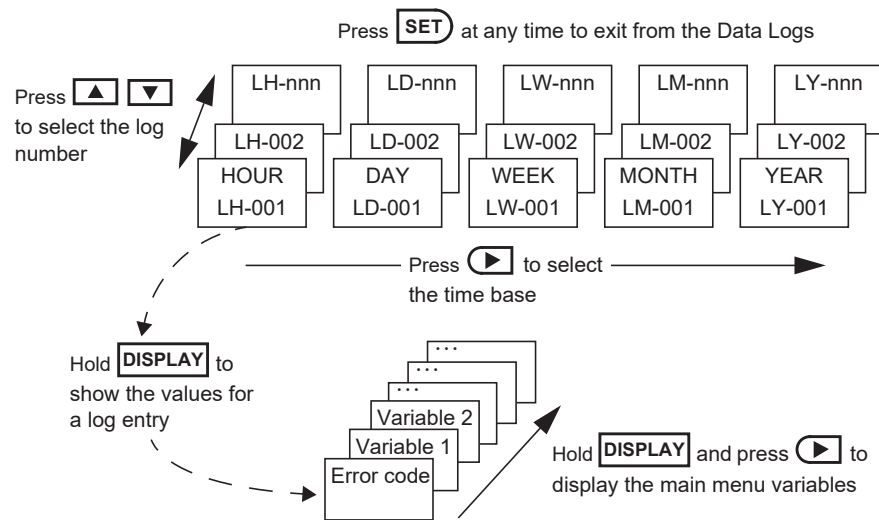 Press SET at any time to exit from the Data Logs
Press ▲ ▼
to select the log
number
LH-nnn LD-nnn LW-nnn LM-nnn LY-nnn
LH-002 LD-002 LW-002 LM-002 LY-002
HOUR DAY WEEK MONTH YEAR
LH-001 LD-001 LW-001 LM-001 LY-001
Press ▶ to select
the time base
Hold DISPLAY to
show the values for
a log entry
...
...
...
Variable 2
Variable 1
Error code
Hold DISPLAY and press ▶ to
display the main menu variables